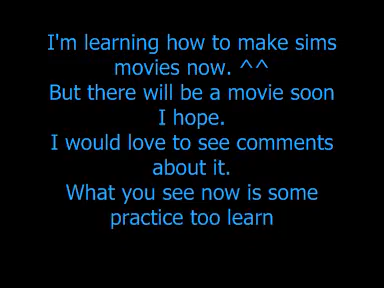 I'm learning how to make sims
movies now. ^^
But there will be a movie soon
I hope.
I would love to see comments
about it.
What you see now is some
practice too learn